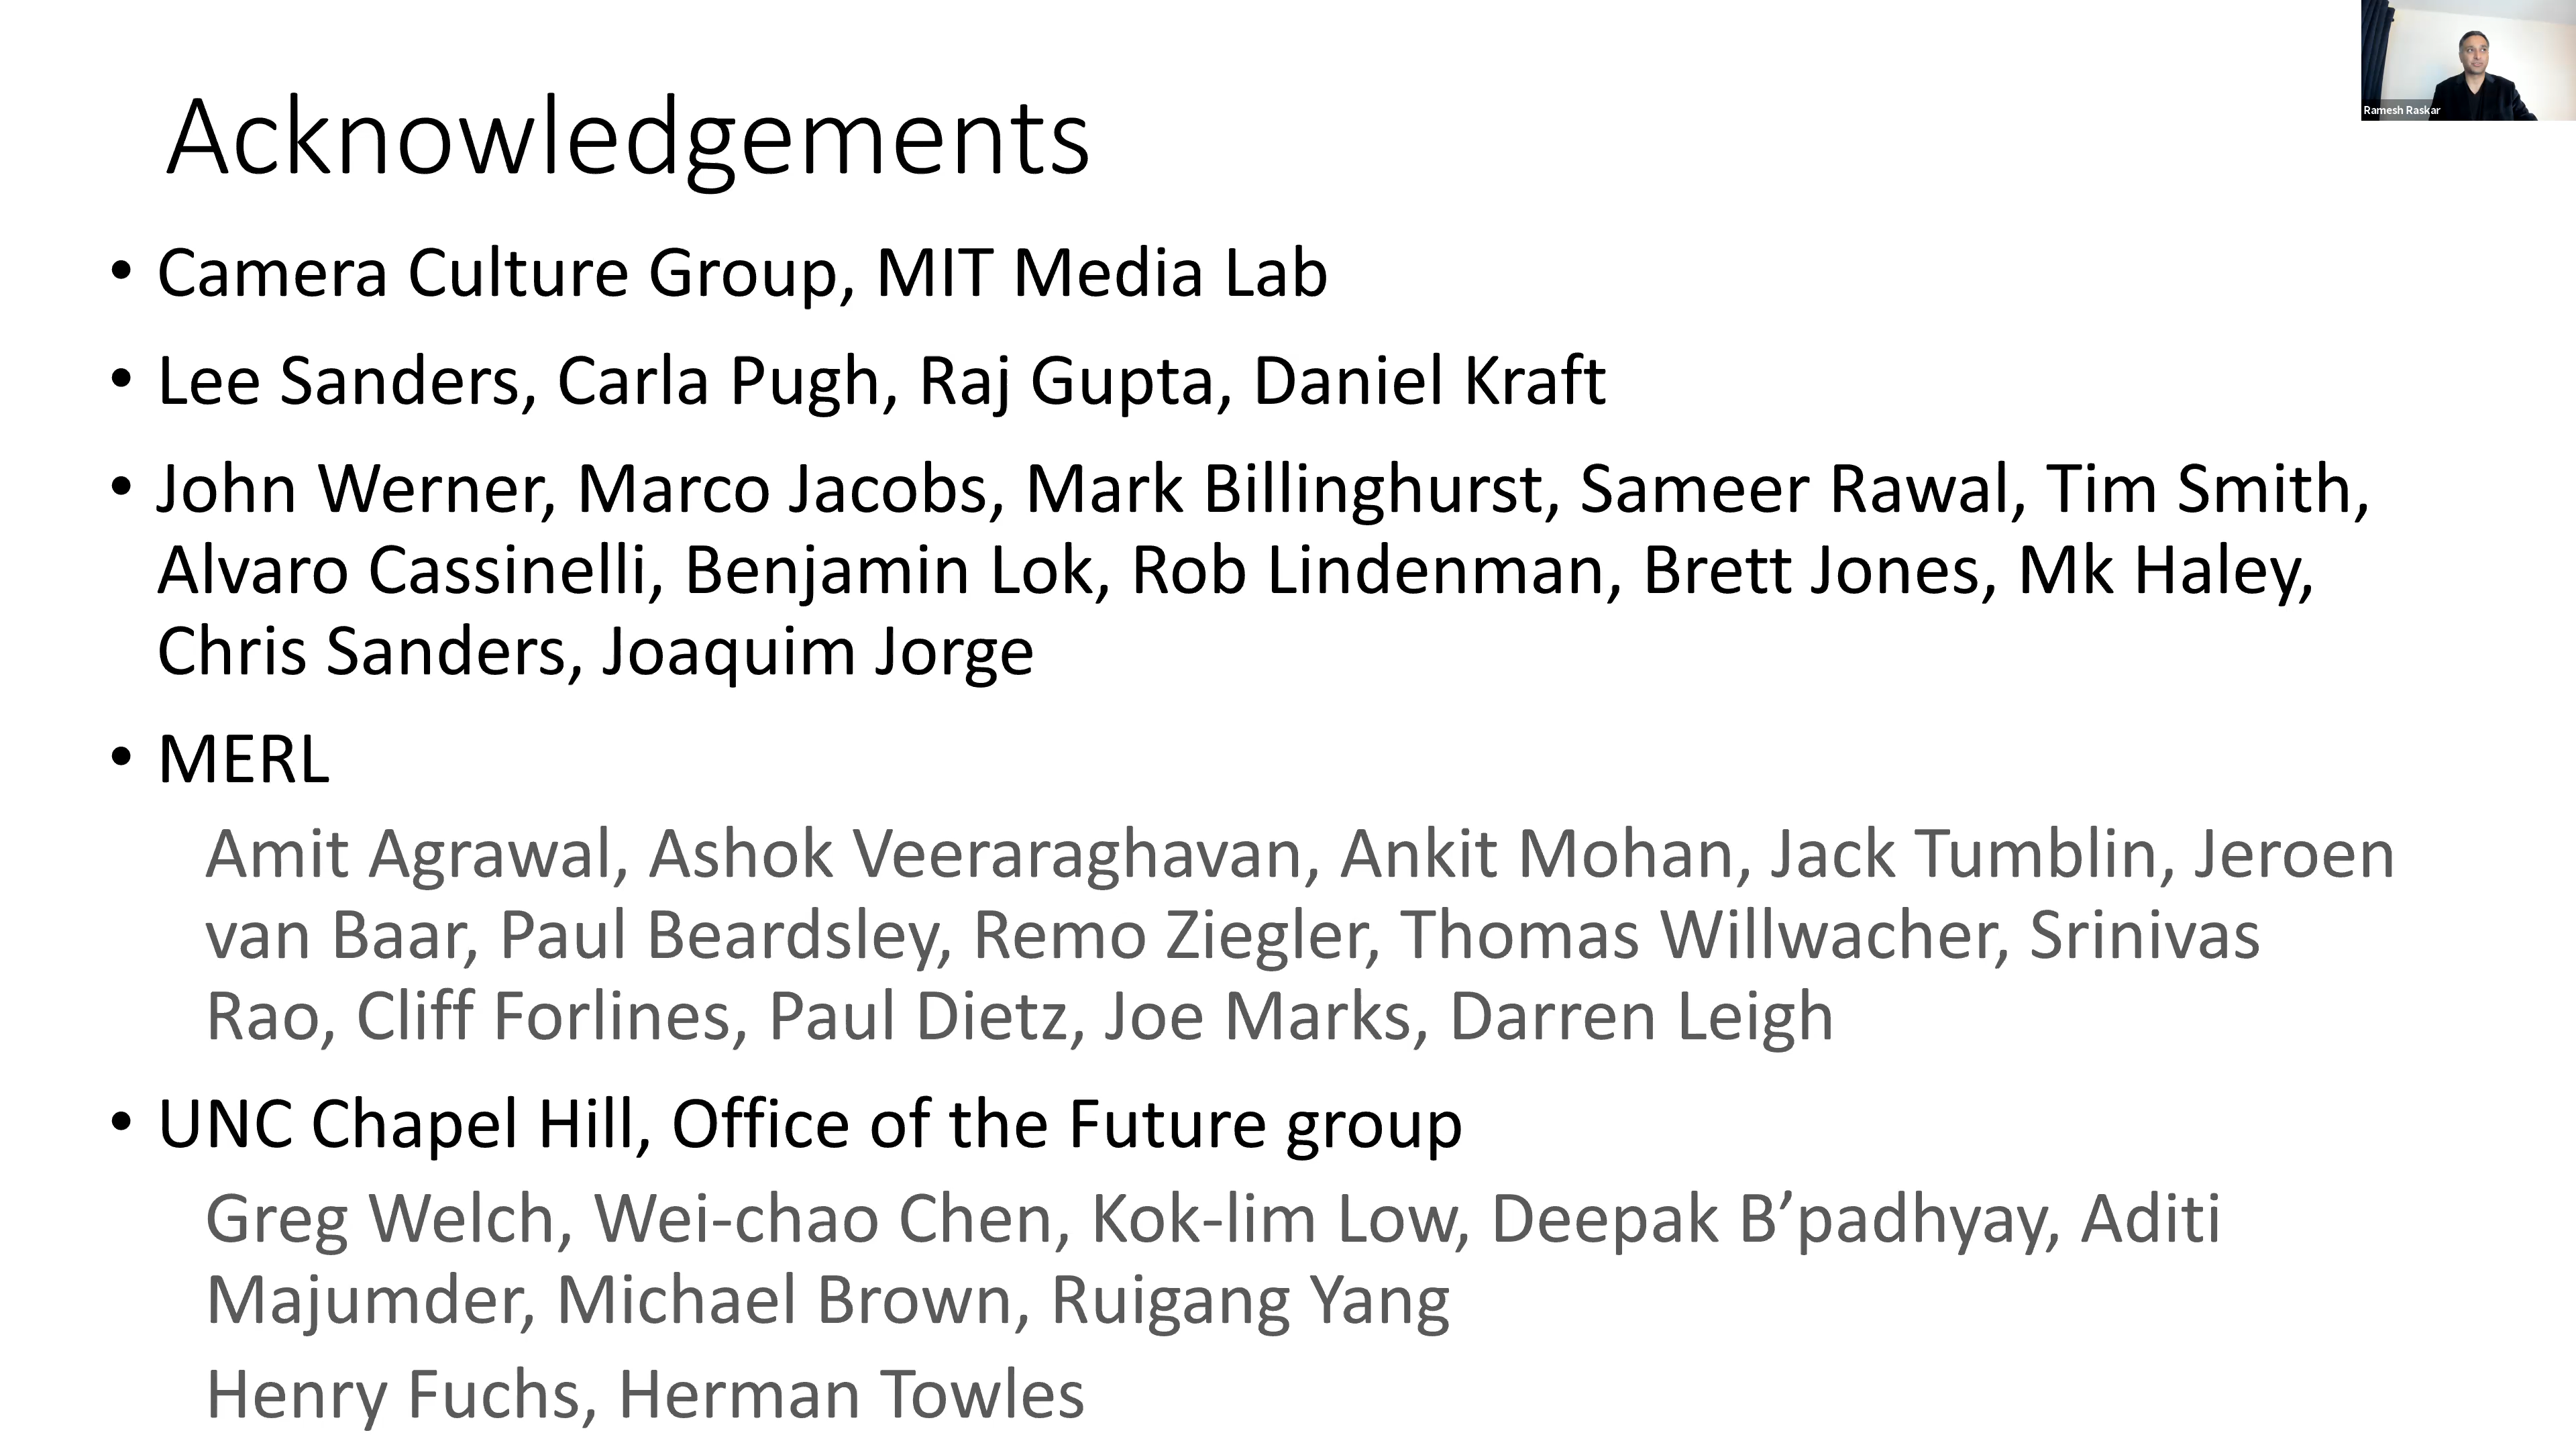 Ramesh Raskar
Acknowledgements
• Camera Culture Group, MIT Media Lab
• Lee Sanders, Carla Pugh, Raj Gupta, Daniel Kraft
• John Werner, Marco Jacobs, Mark Billinghurst, Sameer Rawal, Tim Smith,
Alvaro Cassinelli, Benjamin Lok, Rob Lindenman, Brett Jones, Mk Haley,
Chris Sanders, Joaquim Jorge
• MERL
Amit Agrawal, Ashok Veeraraghavan, Ankit Mohan, Jack Tumblin, Jeroen
van Baar, Paul Beardsley, Remo Ziegler, Thomas Willwacher, Srinivas
Rao, Cliff Forlines, Paul Dietz, Joe Marks, Darren Leigh
• UNC Chapel Hill, Office of the Future group
Greg Welch, Wei-chao Chen, Kok-lim Low, Deepak B’padhyay, Aditi
Majumder, Michael Brown, Ruigang Yang
Henry Fuchs, Herman Towles